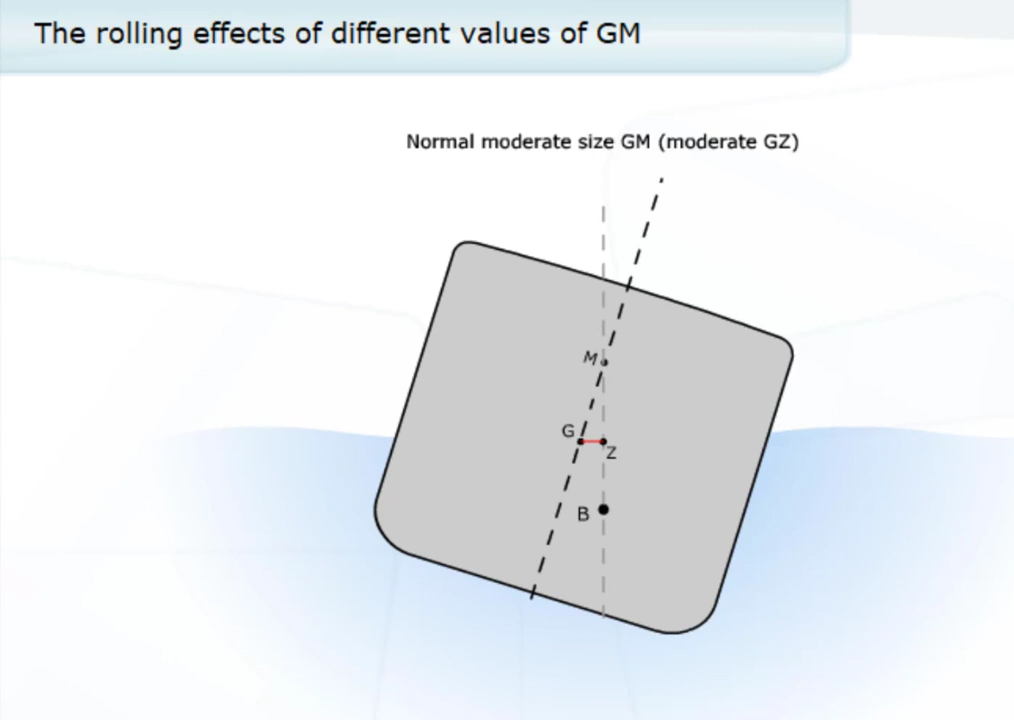 The rolling effects of different values of GM
Normal moderate size GM (moderate GZ)
M
G
Z
B